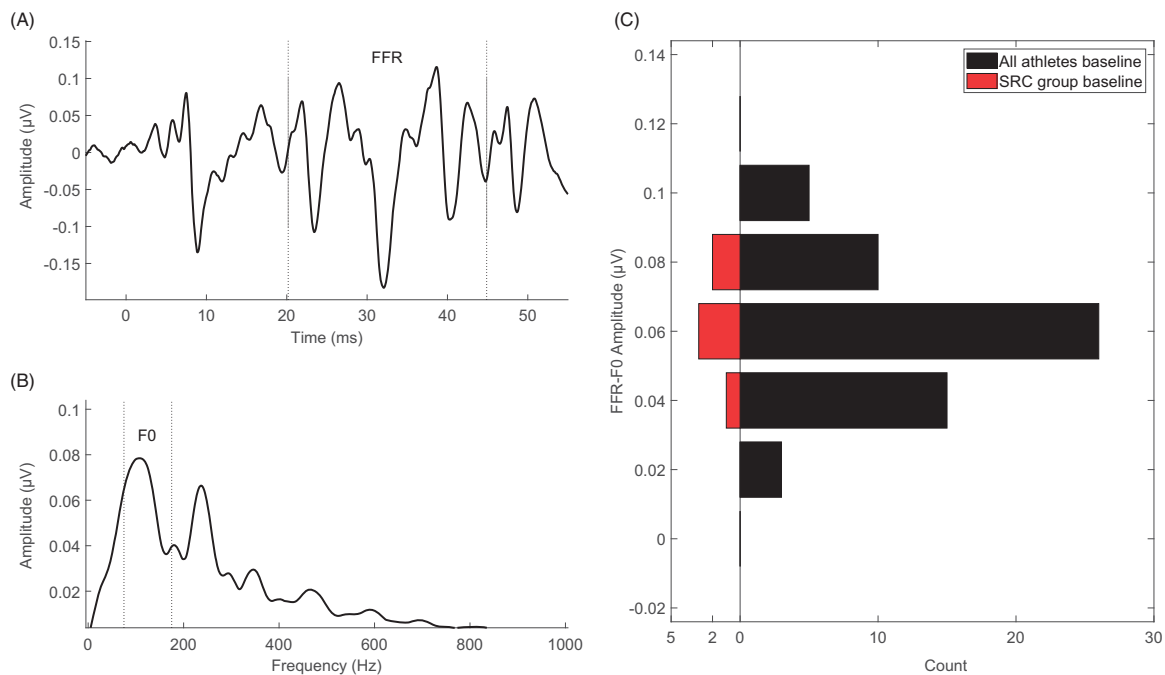 (A)
0.15
0.1
0.05
0
-0.05
-0.1
-0.15
Amplitude (µV)
FFR
0 10 20 30 40 50
Time (ms)
(B)
0.1
0.08
0.06
0.04
0.02
Amplitude (µV)
F0
0 200 400 600 800 1000
Frequency (Hz)
(C)
All athletes baseline
SRC group baseline
0.14
0.12
0.1
0.08
0.06
0.04
0.02
0
-0.02
FFR-F0 Amplitude (µV)
5 2 0 10 20 30
Count